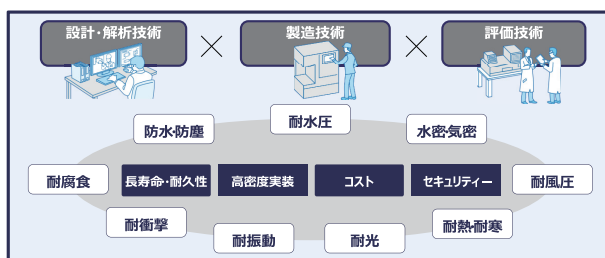 設計・解析技術 × 製造技術 × 評価技術
耐水圧
防水・防塵 水密・気密
耐腐食 長寿命・耐久性 高密度実装 コスト セキュリティー 耐風圧
耐衝撃 耐熱・耐寒
耐振動 耐光